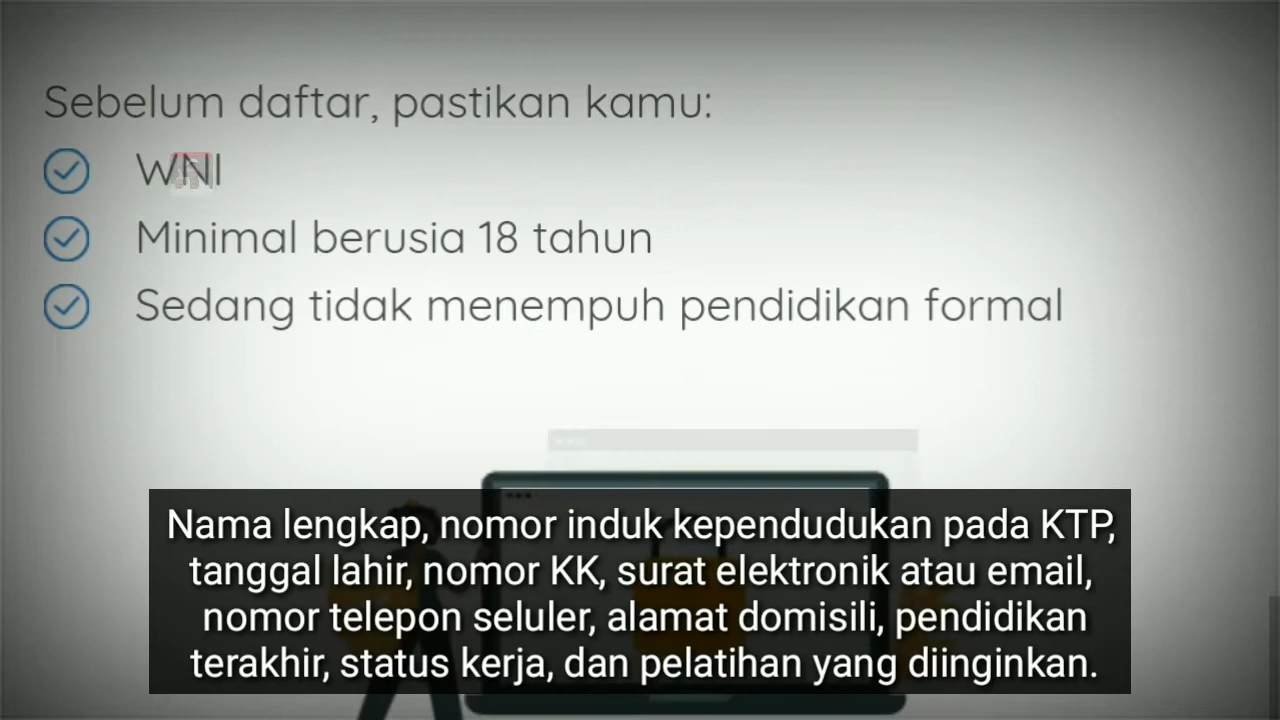 Sebelum daftar, pastikan kamu:
WNI
Minimal berusia 18 tahun
Sedang tidak menempuh pendidikan formal
Nama lengkap, nomor induk kependudukan pada KTP,
tanggal lahir, nomor KK, surat elektronik atau email,
nomor telepon seluler, alamat domisili, pendidikan
terakhir, status kerja, dan pelatihan yang diinginkan.